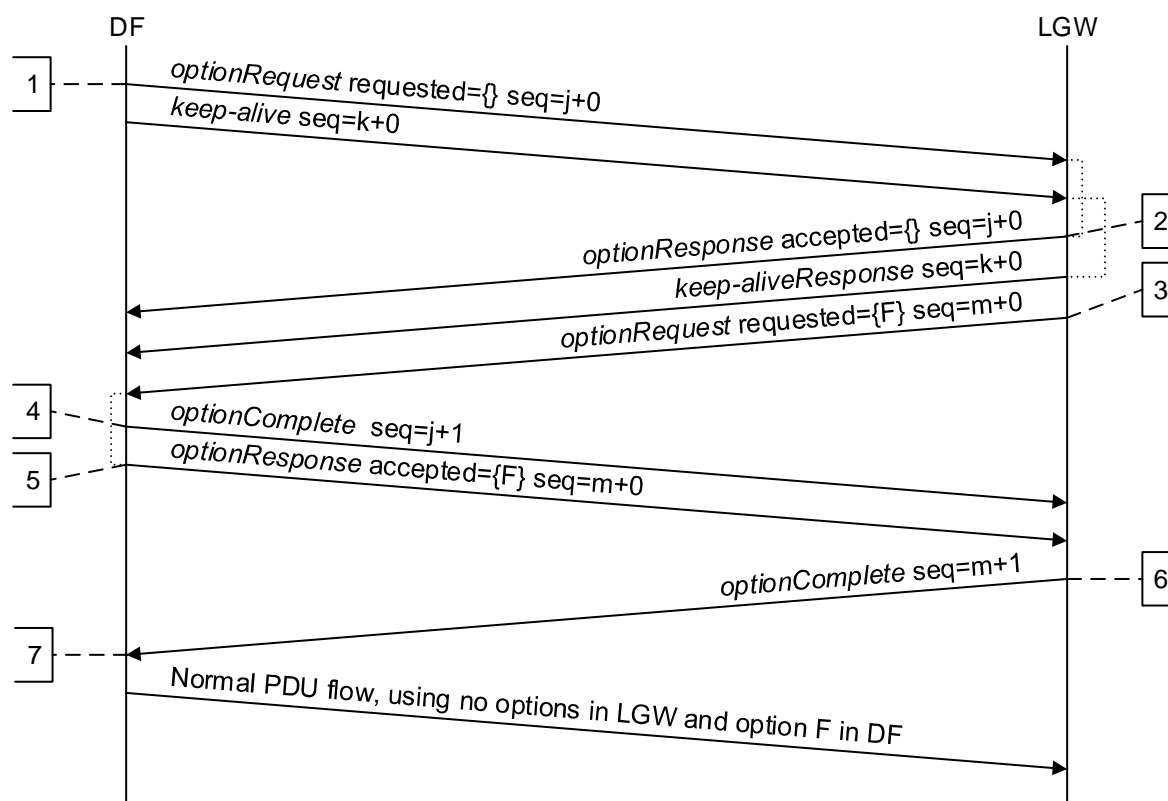 DF
LGW
1
optionRequest requested={} seq=j+0
keep-alive seq=k+0
2
optionResponse accepted={} seq=j+0
keep-aliveResponse seq=k+0
3
optionRequest requested={F} seq=m+0
4
optionComplete seq=j+1
optionResponse accepted={F} seq=m+0
5
optionComplete seq=m+1
6
7
Normal PDU flow, using no options in LGW and option F in DF